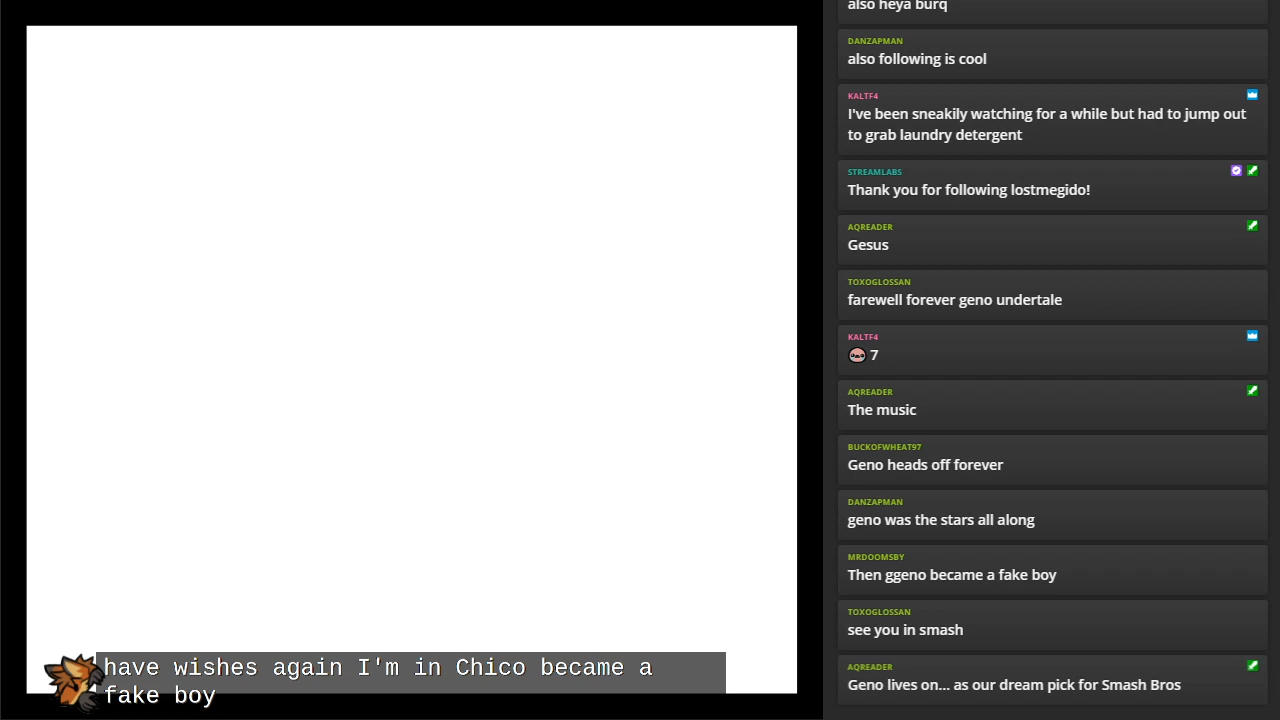 also heya burq
DANZAPMAN
also following is cool
KALTF4
I've been sneakily watching for a while but had to jump out
to grab laundry detergent
STREAMLABS
Thank you for following lostmegido!
AQREADER
Gesus
TOXOGLOSSAN
farewell forever geno undertale
KALTF4
7
AQREADER
The music
BUCKOFWHEAT97
Geno heads off forever
DANZAPMAN
geno was the stars all along
MRDOOMSBY
Then ggeno became a fake boy
TOXOGLOSSAN
see you in smash
AQREADER
Geno lives on... as our dream pick for Smash Bros
have wishes again I'm in Chico became a
fake boy